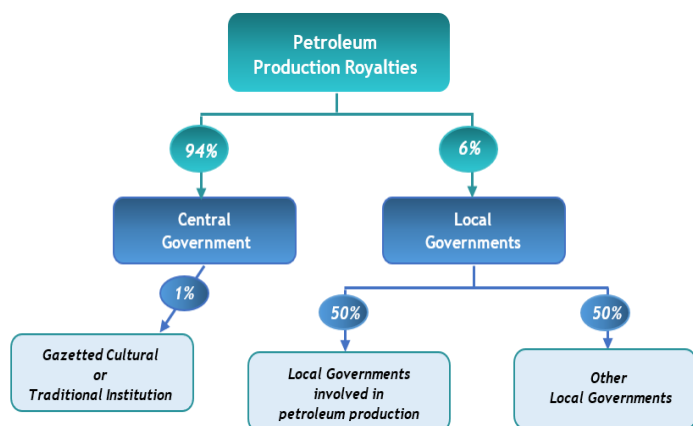 Petroleum
Production Royalties
94%
6%
Central
Government
Local
Governments
1%
50%
50%
Gazetted Cultural
or
Traditional Institution
Local Governments
involved in
petroleum production
Other
Local Governments